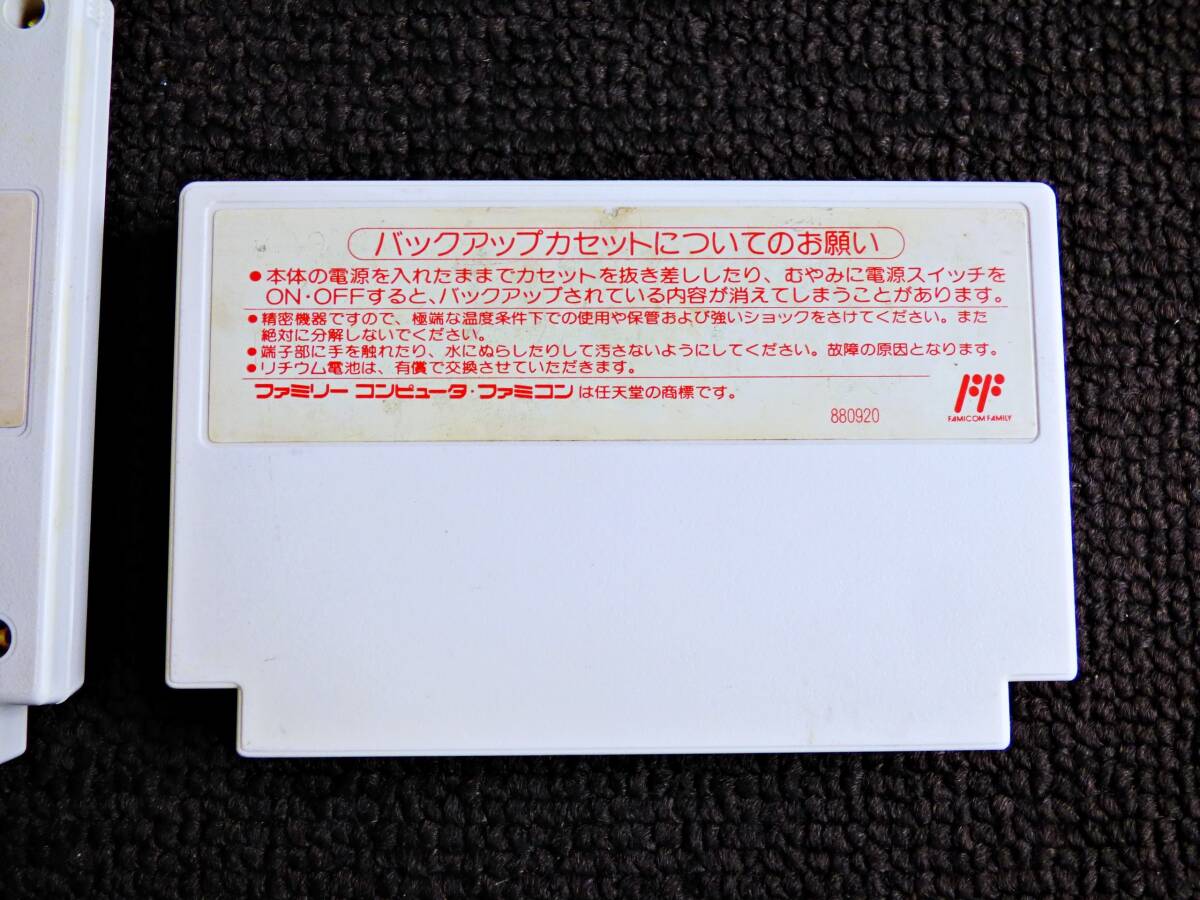 バックアップカセットについてのお願い
●本体の電源を入れたままでカセットを抜き差ししたり、むやみに電源スイッチを
ON・OFFすると、バックアップされている内容が消えてしまうことがあります。
●精密機器ですので、極端な温度条件下での使用や保管および強いショックをさけてください。また
絶対に分解しないでください。
●端子部に手を触れたり、水にぬらしたりして汚さないようにしてください。故障の原因となります。
●リチウム電池は、有償で交換させていただきます。
ファミリー コンピュータ・ファミコンは任天堂の商標です。
880920
FAMICOM FAMILY